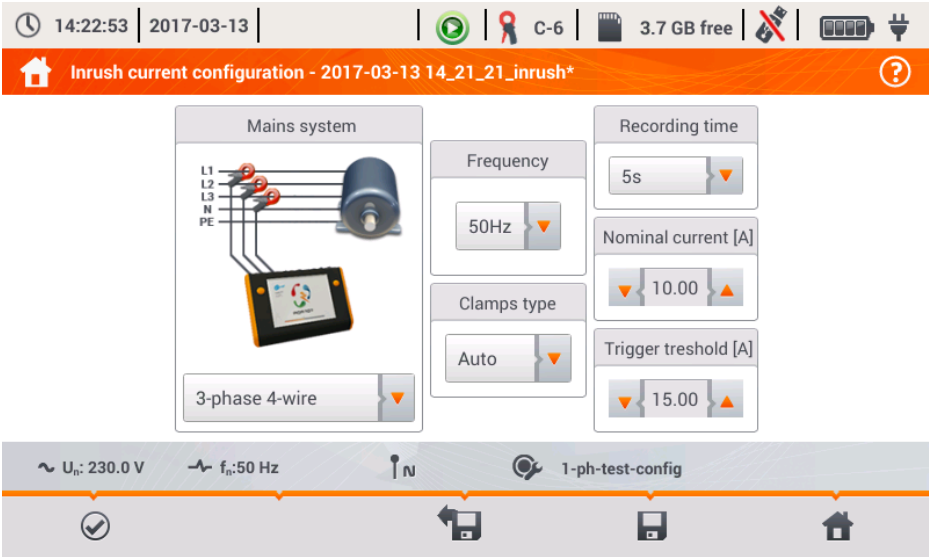 14:22:53 2017-03-13 C-6 3.7 GB free
Inrush current configuration - 2017-03-13 14_21_21_inrush* ?
Mains system
L1
L2
L3
N
PE
3-phase 4-wire
Frequency
50Hz
Clamps type
Auto
Recording time
5s
Nominal current [A]
10.00
Trigger treshold [A]
15.00
Un: 230.0 V fn:50 Hz N 1-ph-test-config